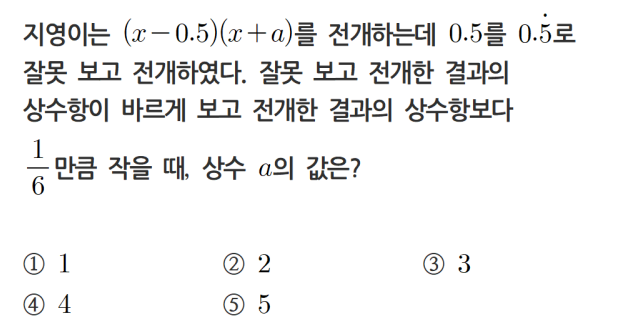 지영이는 (x−0.5)(x+a)를 전개하는데 0.5를 0.5̇로
잘못 보고 전개하였다. 잘못 보고 전개한 결과의
상수항이 바르게 보고 전개한 결과의 상수항보다
1/6만큼 작을 때, 상수 a의 값은?
① 1 ② 2 ③ 3
④ 4 ⑤ 5